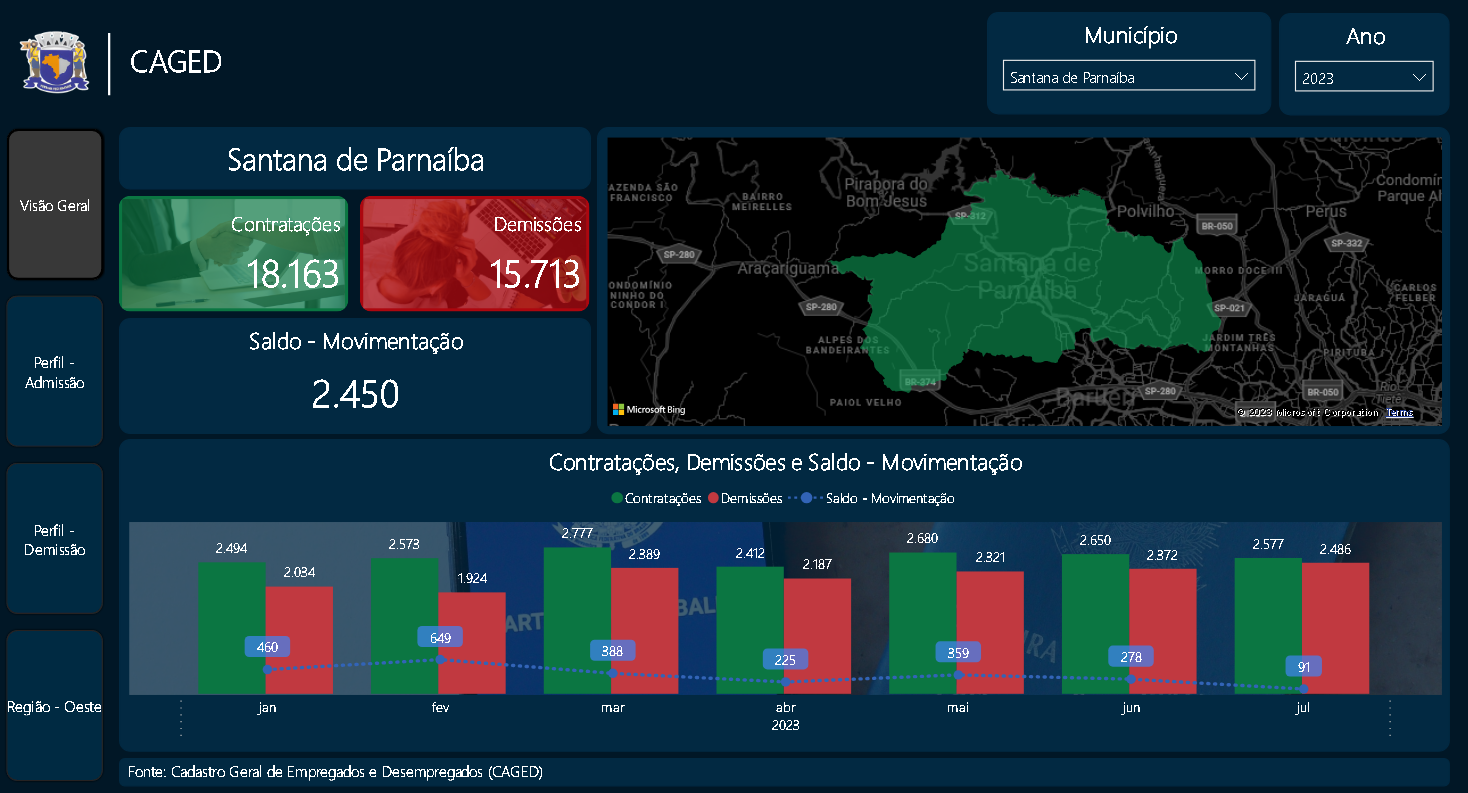 CAGED
Município
Santana de Parnaíba
Ano
2023
Visão Geral
Perfil -
Admissão
Perfil -
Demissão
Região - Oeste
Santana de Parnaíba
Contratações
18.163
Demissões
15.713
Saldo - Movimentação
2.450
AZENDA SÃO
FRANCISCO
BAIRRO
MEIRELLES
Pirapora do
Bom Jesus
SP-312
Polvilho
BR-050
Perus
Condomír
Parque Al
SP-332
SP-280
Araçariguama
Santana de
Parnaíba
MORRO DOCE III
ONDOMÍNIO
NINHO DO
CONDOR I
SP-280
SP-021
JARAGUÁ
CARLOS
FELBER
ALPES DOS
BANDEIRANTES
JARDIM TRÊS
MONTANHAS
PIRITUBA
BR-374
PAIOL VELHO
Barueri
SP-280
BR-050
Rio
Tietê
Microsoft Bing
© 2023 Microsoft Corporation Terms
Contratações, Demissões e Saldo - Movimentação
Contratações Demissões Saldo - Movimentação
2.494 2.034 2.573 1.924 2.777 2.389 2.412 2.187 2.680 2.321 2.650 2.372 2.577 2.486
460 649 388 225 359 278 91
jan fev mar abr mai jun jul
2023
Fonte: Cadastro Geral de Empregados e Desempregados (CAGED)